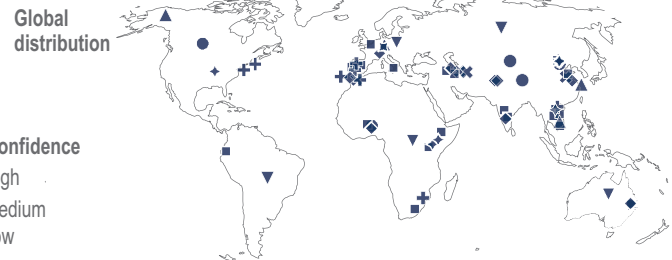 Global
distribution
onfidence
gh
edium
ow